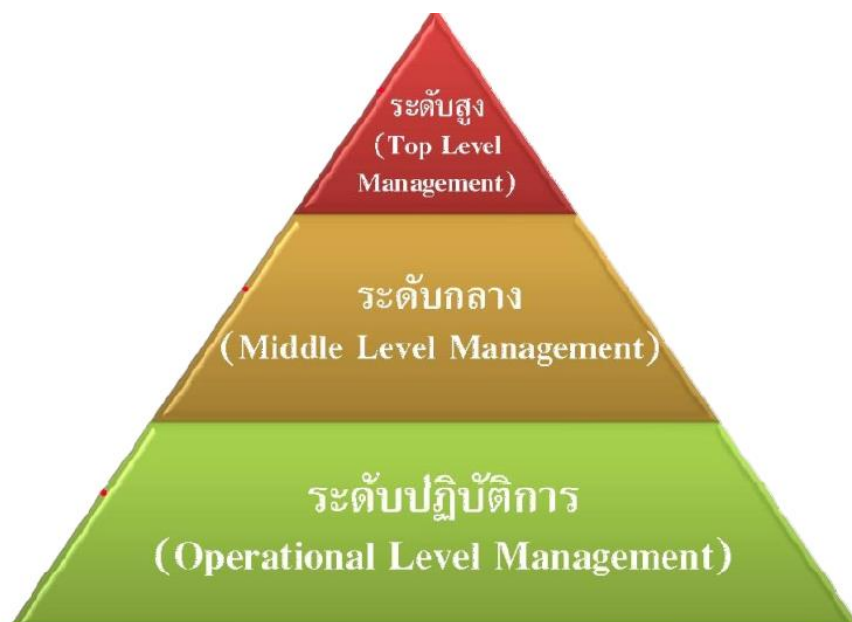 ระดับสูง
(Top Level
Management)
ระดับกลาง
(Middle Level Management)
ระดับปฏิบัติการ
(Operational Level Management)